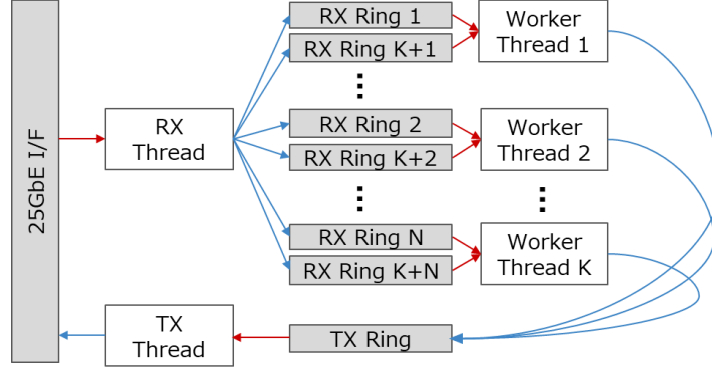 25GbE I/F
RX
Thread
RX Ring 1
RX Ring K+1
RX Ring 2
RX Ring K+2
RX Ring N
RX Ring K+N
Worker
Thread 1
Worker
Thread 2
Worker
Thread K
TX
Thread
TX Ring